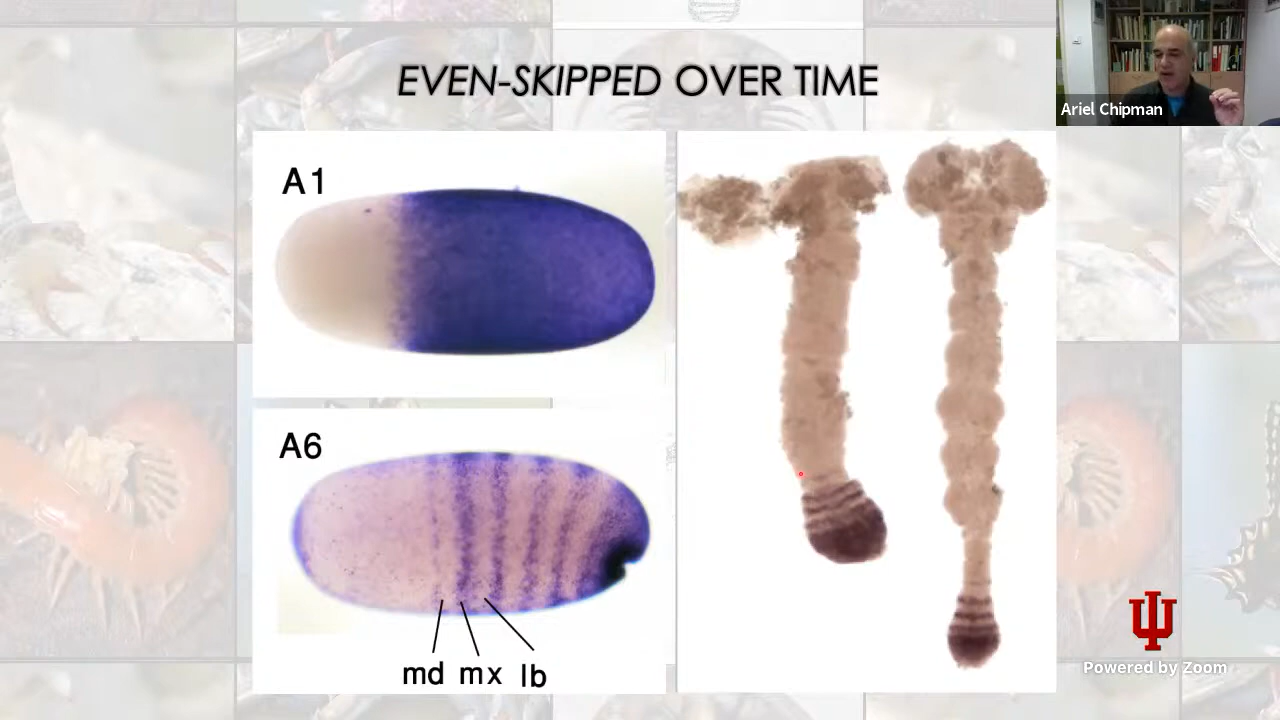 EVEN-SKIPPED OVER TIME
Ariel Chipman
A1
A6
md mx lb
Powered by Zoom